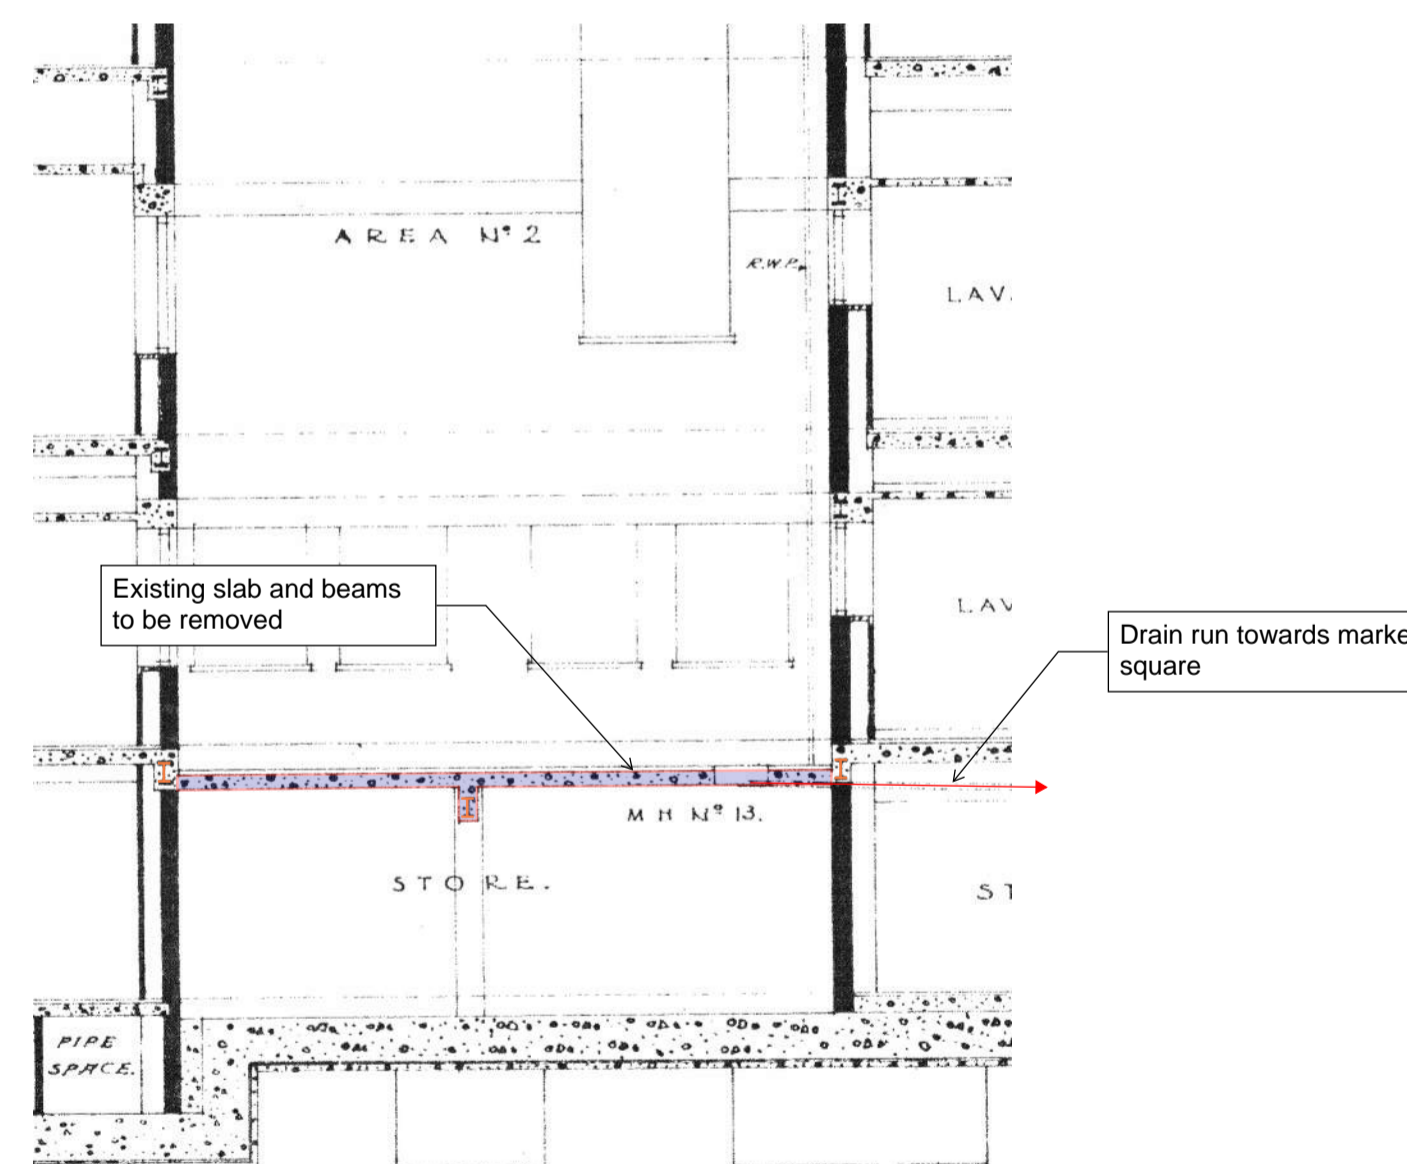 AREA Nº 2
R.W.P.
LAV.
Existing slab and beams
to be removed
LAV
Drain run towards marke
square
MH Nº 13.
STORE.
ST
PIPE
SPACE.